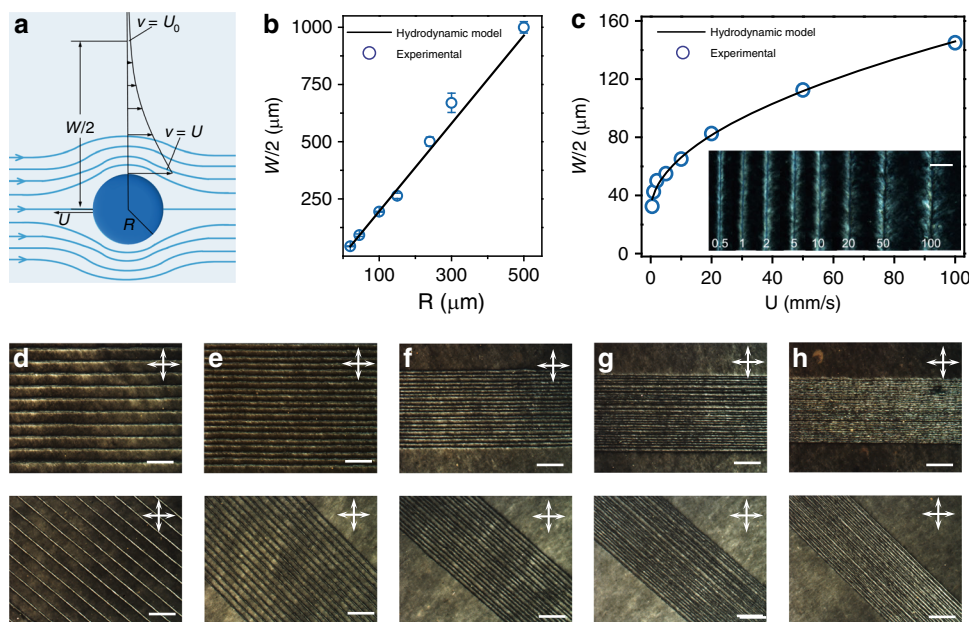 a
v = U₀
W/2
v = U
U
R
b
1000
750
500
250
W/2 (μm)
Hydrodynamic model
Experimental
100
300
500
R (μm)
c
160
120
80
40
0
W/2 (μm)
Hydrodynamic model
Experimental
0.5 1 2 5 10 20 50 100
0 20 40 60 80 100
U (mm/s)
d
e
f
g
h